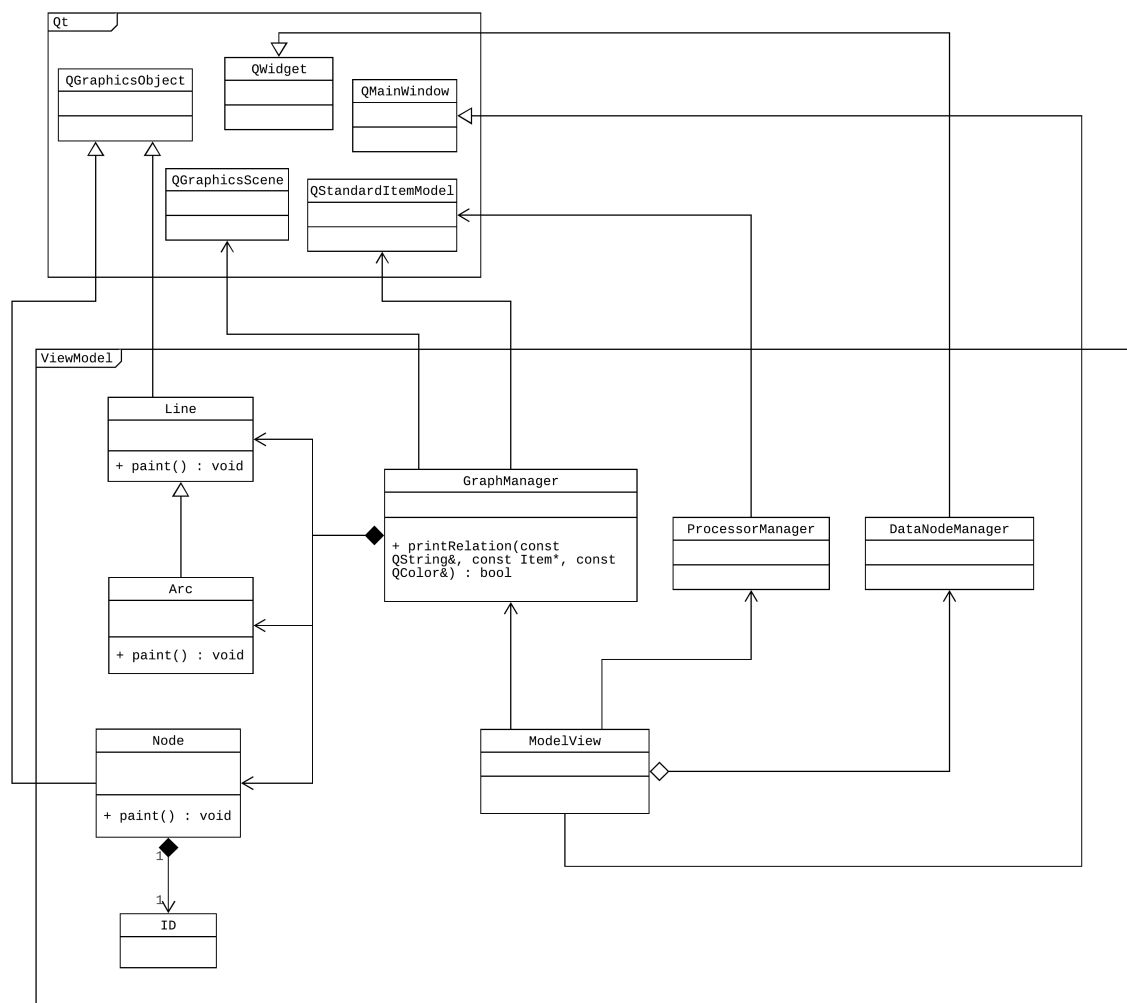 Qt
QGraphicsObject
QWidget
QMainWindow
QGraphicsScene
QStandardItemModel
ViewModel
Line
+ paint() : void
GraphManager
+ printRelation(const
QString&, const Item*, const
QColor&) : bool
ProcessorManager
DataNodeManager
Arc
+ paint() : void
Node
+ paint() : void
ModelView
1
1
ID